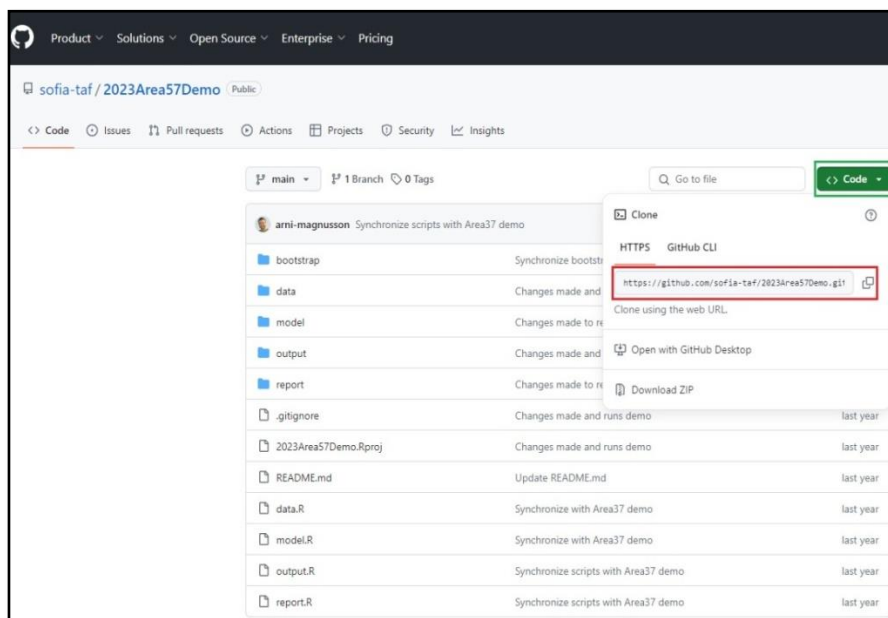 Product Solutions Open Source Enterprise Pricing
sofia-taf / 2023Area57Demo Public
Code Issues Pull requests Actions Projects Security Insights
main 1 Branch 0 Tags Go to file <> Code
arni-magnusson Synchronize scripts with Area37 demo
Clone
HTTPS GitHub CLI
https://github.com/sofia-taf/2023Area57Demo.git
Clone using the web URL.
Open with GitHub Desktop
Download ZIP
bootstrap Synchronize
data Changes made and
model Changes made to
output Changes made and
report Changes made to
.gitignore Changes made and runs demo last year
2023Area57Demo.Rproj Changes made and runs demo last year
README.md Update README.md last year
data.R Synchronize with Area37 demo last year
model.R Synchronize with Area37 demo last year
output.R Synchronize scripts with Area37 demo last year
report.R Synchronize scripts with Area37 demo last year